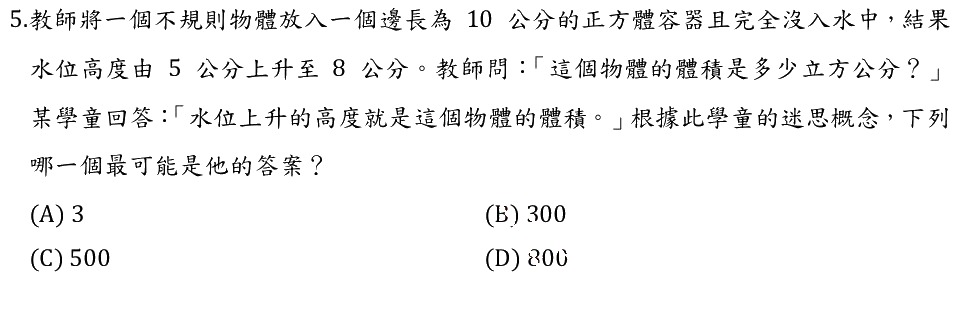 5.教師將一個不規則物體放入一個邊長為 10 公分的正方體容器且完全沒入水中，結果
水位高度由 5 公分上升至 8 公分。教師問：「這個物體的體積是多少立方公分？」
某學童回答：「水位上升的高度就是這個物體的體積。」根據此學童的迷思概念，下列
哪一個最可能是他的答案？
(A) 3 (B) 300
(C) 500 (D) 800